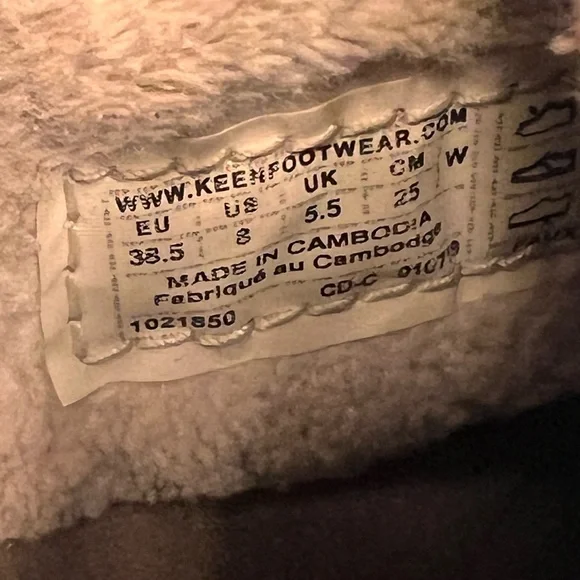 WWW.KEENFOOTWEAR.COM
EU US UK CM W
38.5 8 5.5 25
MADE IN CAMBODIA
Fabriqué au Cambodge
1021850 CD-C 01019